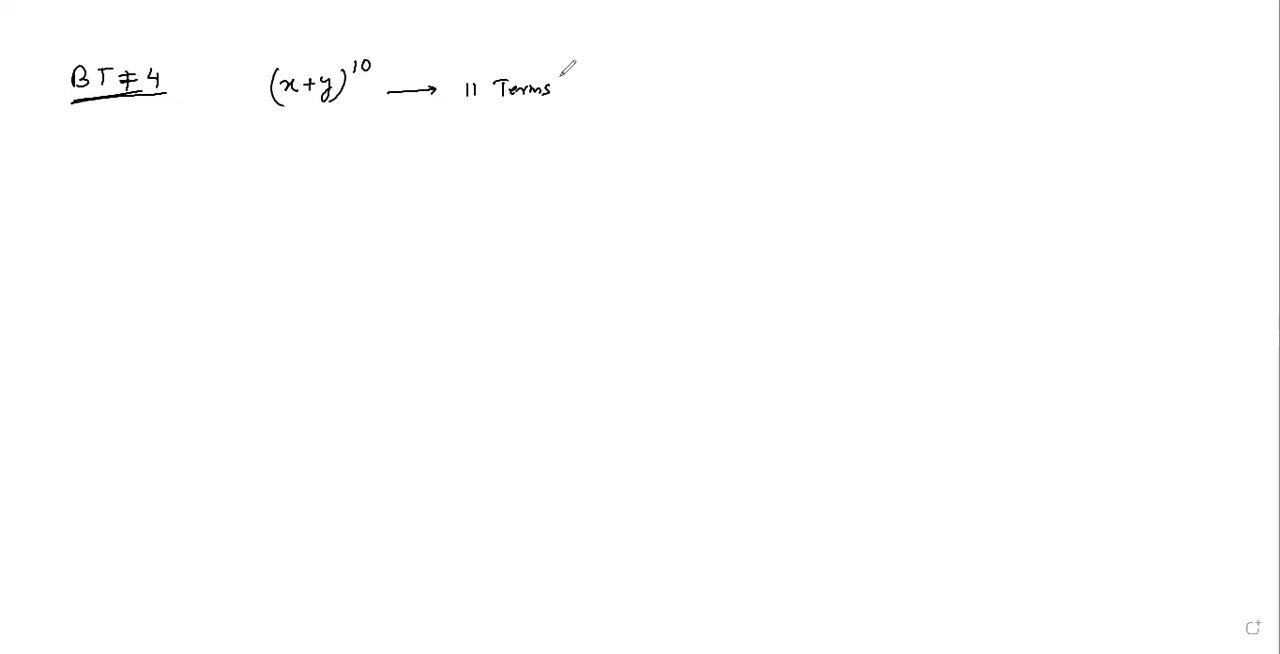 BT # 4 (x+y)^10 → 11 Terms